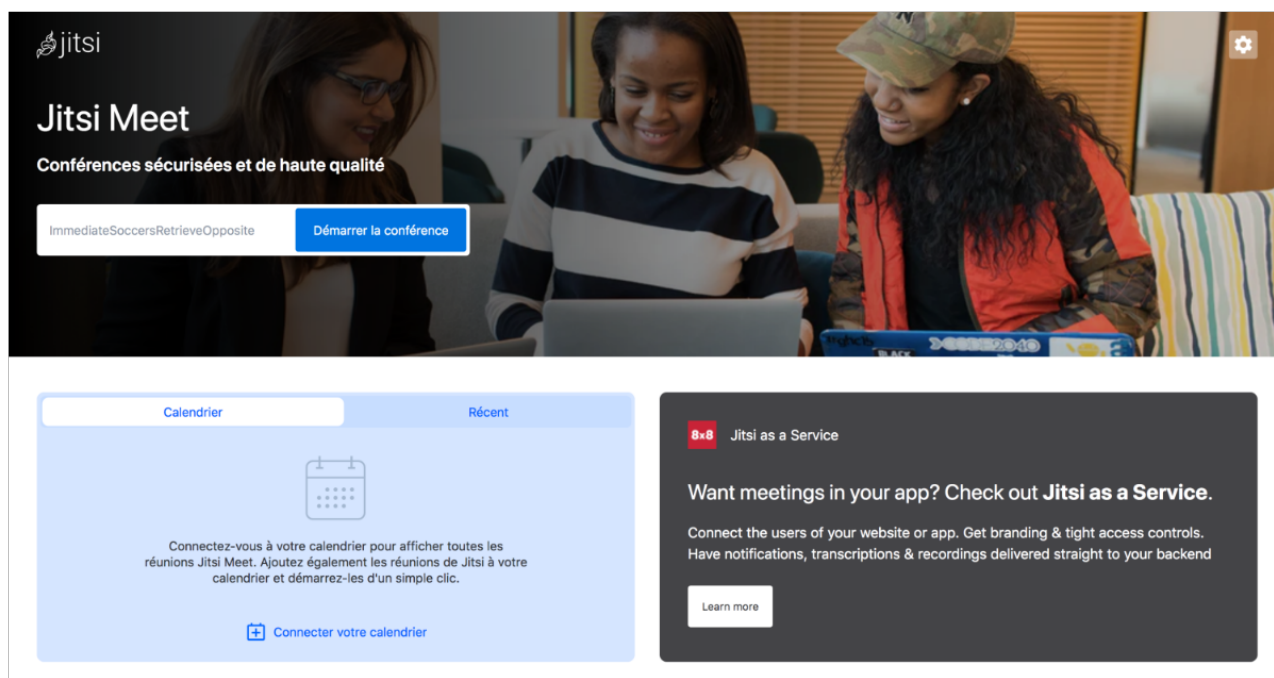 jitsi
Jitsi Meet
Conférences sécurisées et de haute qualité
ImmediateSoccersRetrieveOpposite
Démarrer la conférence
Calendrier
Récent
Connectez-vous à votre calendrier pour afficher toutes les
réunions Jitsi Meet. Ajoutez également les réunions de Jitsi à votre
calendrier et démarrez-les d'un simple clic.
Connecter votre calendrier
8x8 Jitsi as a Service
Want meetings in your app? Check out Jitsi as a Service.
Connect the users of your website or app. Get branding & tight access controls.
Have notifications, transcriptions & recordings delivered straight to your backend
Learn more